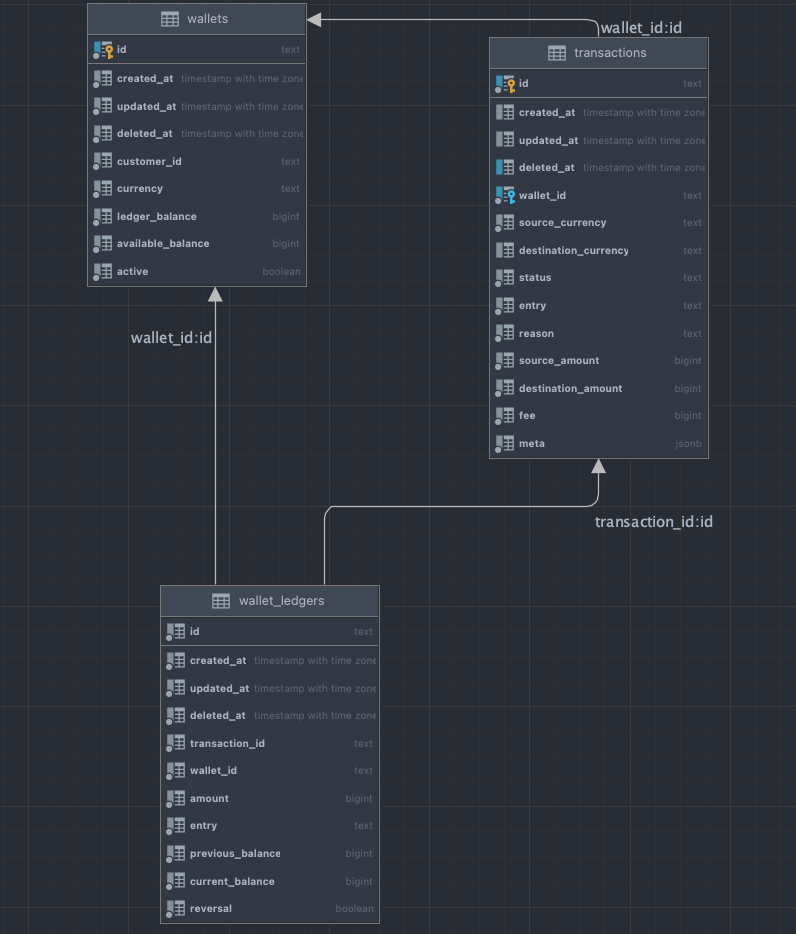 wallets
id text
created_at timestamp with time zone
updated_at timestamp with time zone
deleted_at timestamp with time zone
customer_id text
currency text
ledger_balance bigint
available_balance bigint
active boolean
wallet_id:id
transactions
id text
created_at timestamp with time zone
updated_at timestamp with time zone
deleted_at timestamp with time zone
wallet_id text
source_currency text
destination_currency text
status text
entry text
reason text
source_amount bigint
destination_amount bigint
fee bigint
meta jsonb
wallet_id:id
transaction_id:id
wallet_ledgers
id text
created_at timestamp with time zone
updated_at timestamp with time zone
deleted_at timestamp with time zone
transaction_id text
wallet_id text
amount bigint
entry text
previous_balance bigint
current_balance bigint
reversal boolean